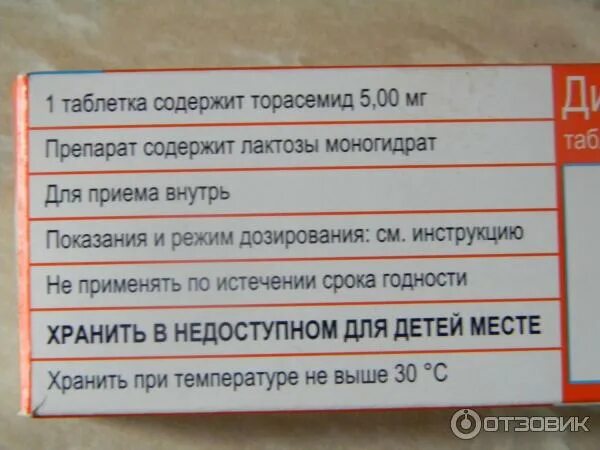 1 таблетка содержит торасемид 5,00 мг
Препарат содержит лактозы моногидрат
Для приема внутрь
Показания и режим дозирования: см. инструкцию
Не применять по истечении срока годности
ХРАНИТЬ В НЕДОСТУПНОМ ДЛЯ ДЕТЕЙ МЕСТЕ
Хранить при температуре не выше 30 °С
Ди
таб
ОТЗОВИК